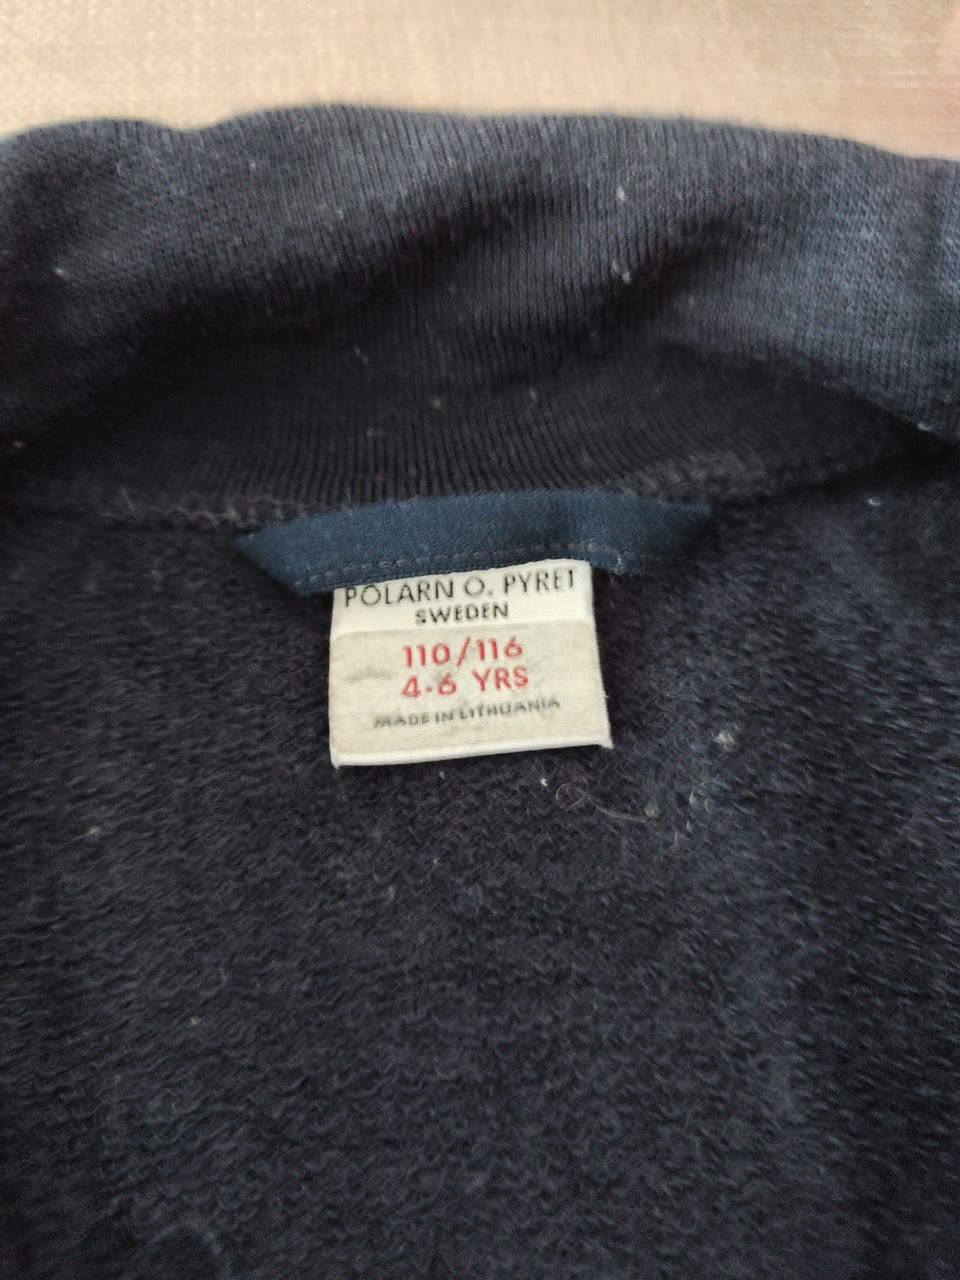 POLARN O. PYRET
SWEDEN
110/116
4-6 YRS
MADE IN LITHUANIA